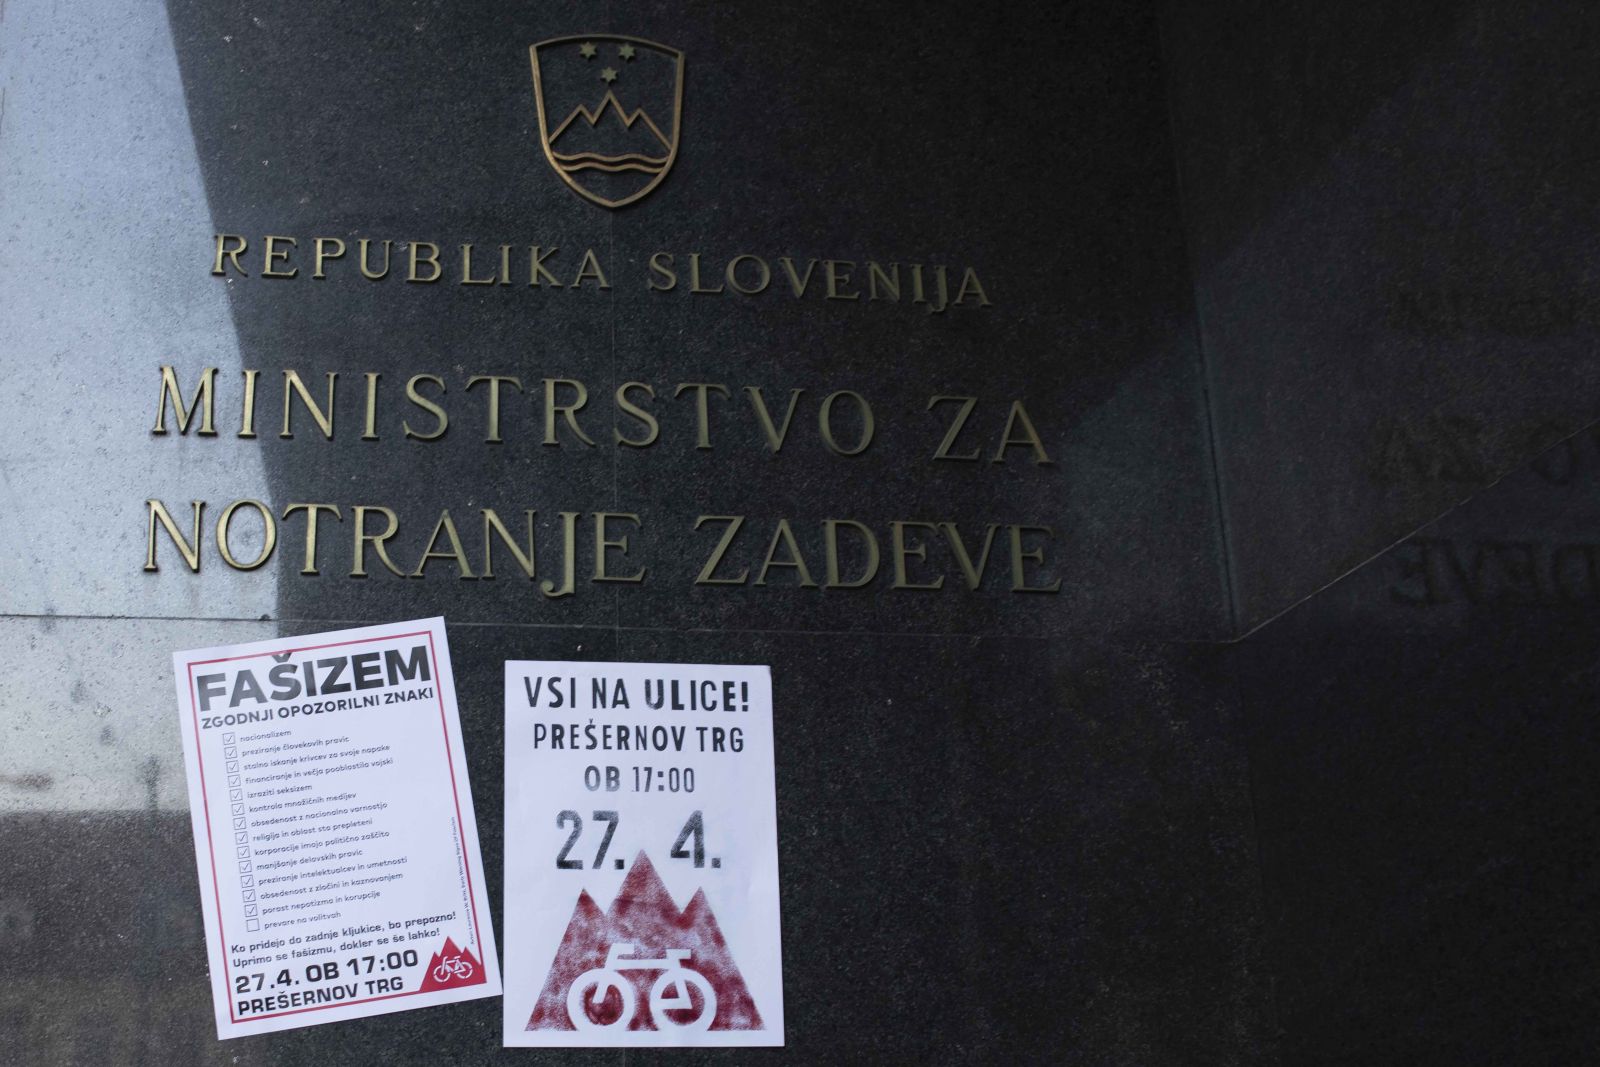 REPUBLIKA SLOVENIJA
MINISTRSTVO ZA
NOTRANJE ZADEVE
FAŠIZEM
ZGODNJI OPOZORILNI ZNAKI
nacionalizem
preziranje človekovih pravic
stalno iskanje krivcev za svoje napake
financiranje in večja pooblastila vojski
izraziti seksizem
kontrola množičnih medijev
obsedenost z nacionalno varnostjo
religija in oblast sta prepleteni
korporacije imajo politično zaščito
manjšanje delavskih pravic
preziranje intelektualcev in umetnosti
obsedenost z zločini in kaznovanjem
porast nepotizma in korupcije
prevare na volitvah
Ko pridejo do zadnje kljukice, bo prepozno!
Uprimo se fašizmu, dokler se še lahko!
27.4. OB 17:00
PREŠERNOV TRG
VSI NA ULICE!
PREŠERNOV TRG
OB 17:00
27. 4.
ZA
DEVE